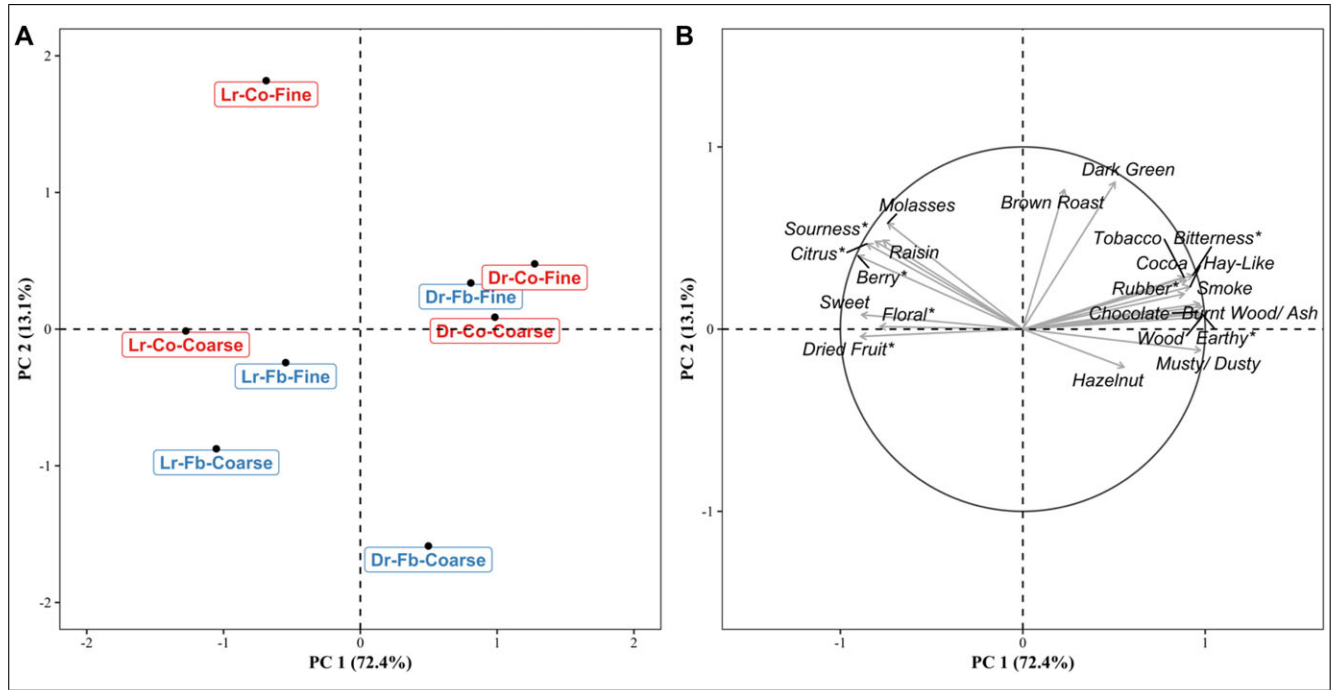 A
2
1
0
-1
-2
-2
-1
0
1
2
PC 2 (13.1%)
PC 1 (72.4%)
Lr-Co-Fine
Dr-Co-Fine
Dr-Fb-Fine
Dr-Co-Coarse
Lr-Co-Coarse
Lr-Fb-Fine
Lr-Fb-Coarse
Dr-Fb-Coarse
B
1
0
-1
-1
0
1
PC 2 (13.1%)
PC 1 (72.4%)
Dark Green
Brown Roast
Molasses
Sourness*
Citrus*
Raisin
Berry*
Sweet
Floral*
Dried Fruit*
Tobacco
Bitterness*
Cocoa
Hay-Like
Rubber*
Smoke
Chocolate
Burnt Wood/ Ash
Wood
Earthy*
Musty/ Dusty
Hazelnut